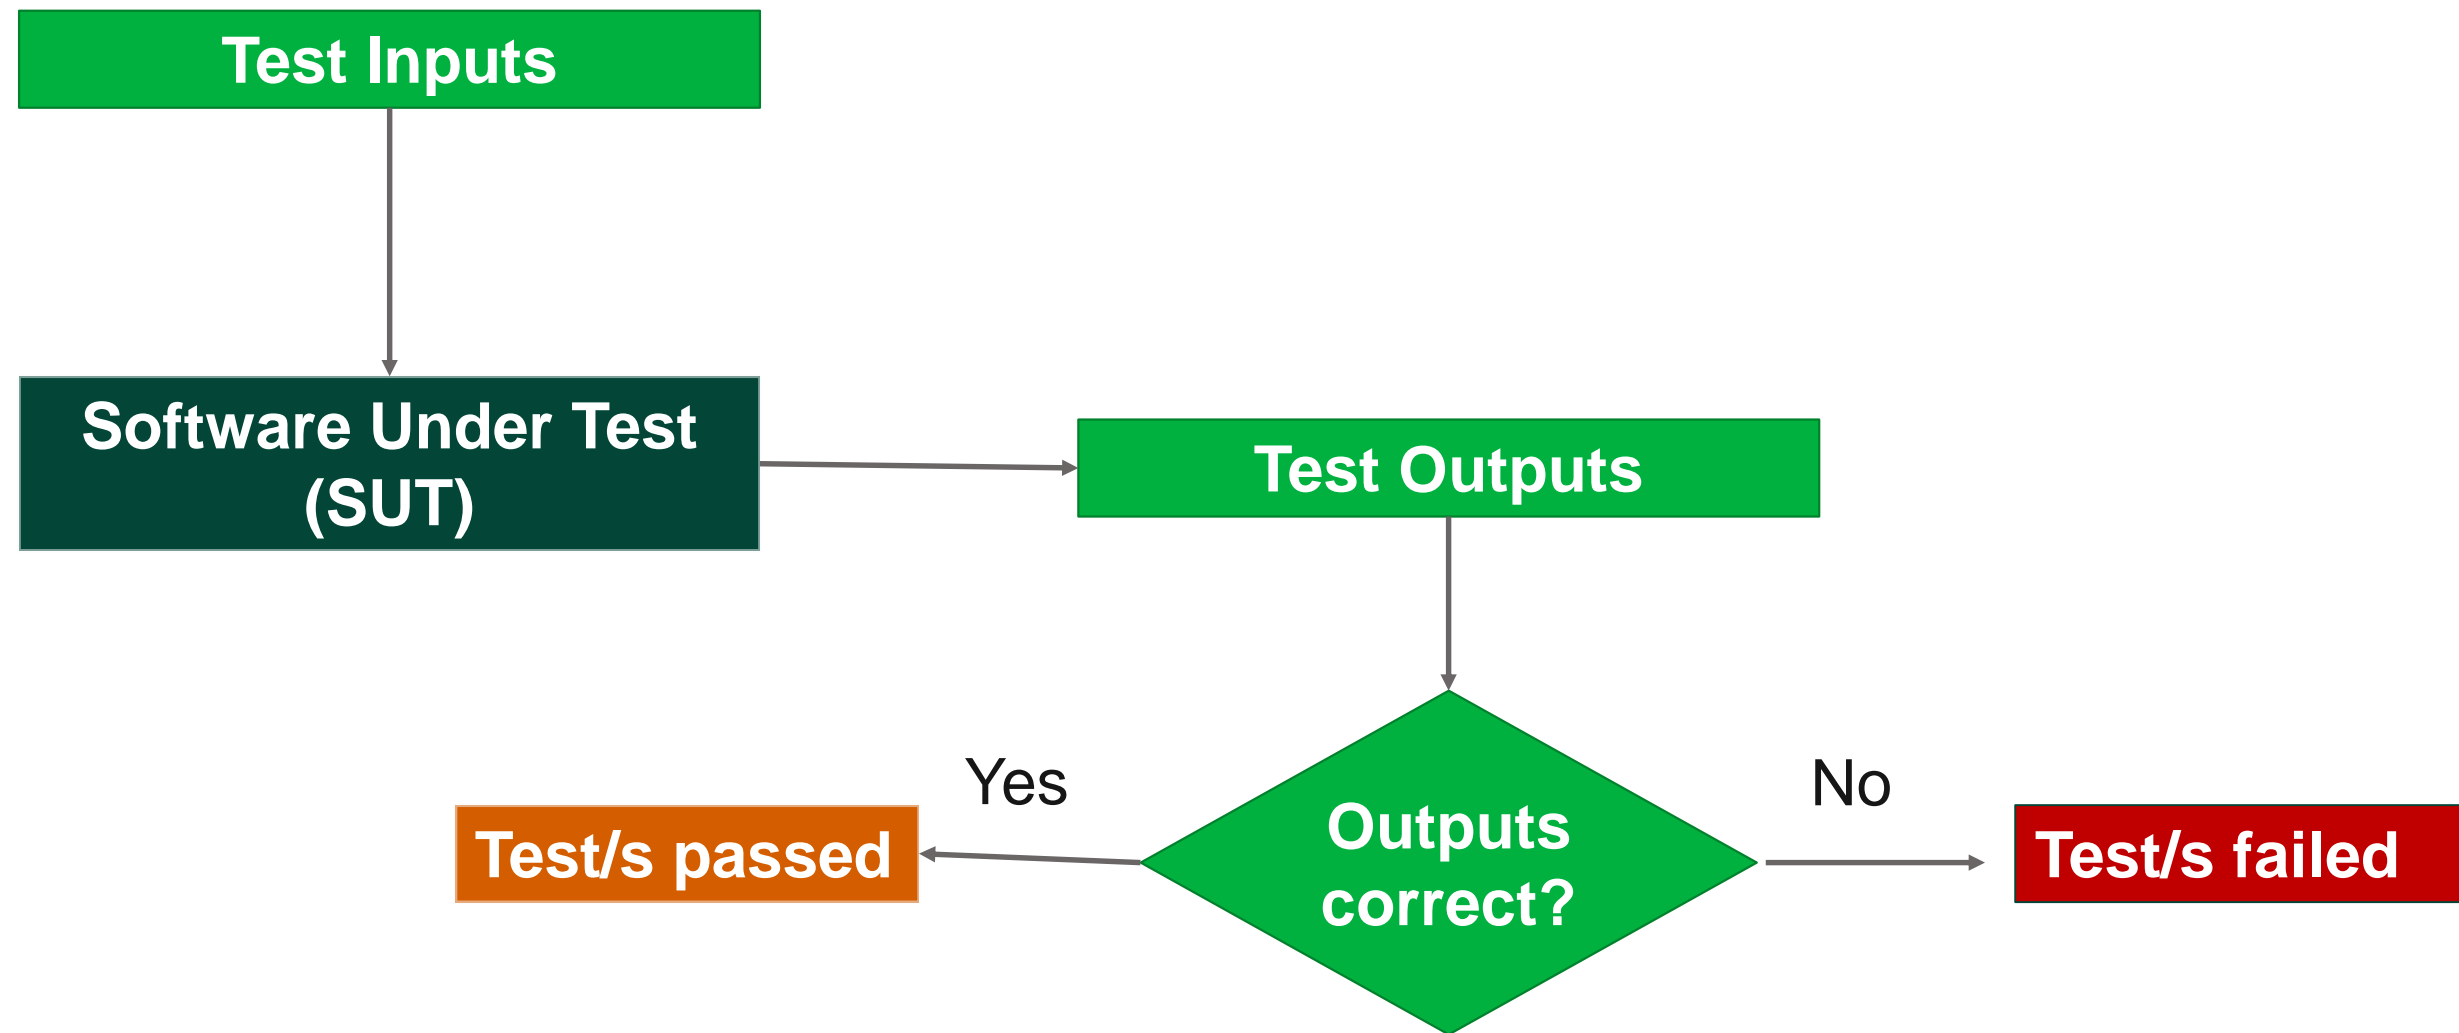 Test Inputs
Software Under Test
(SUT)
Test Outputs
Yes
No
Test/s passed
Outputs
correct?
Test/s failed